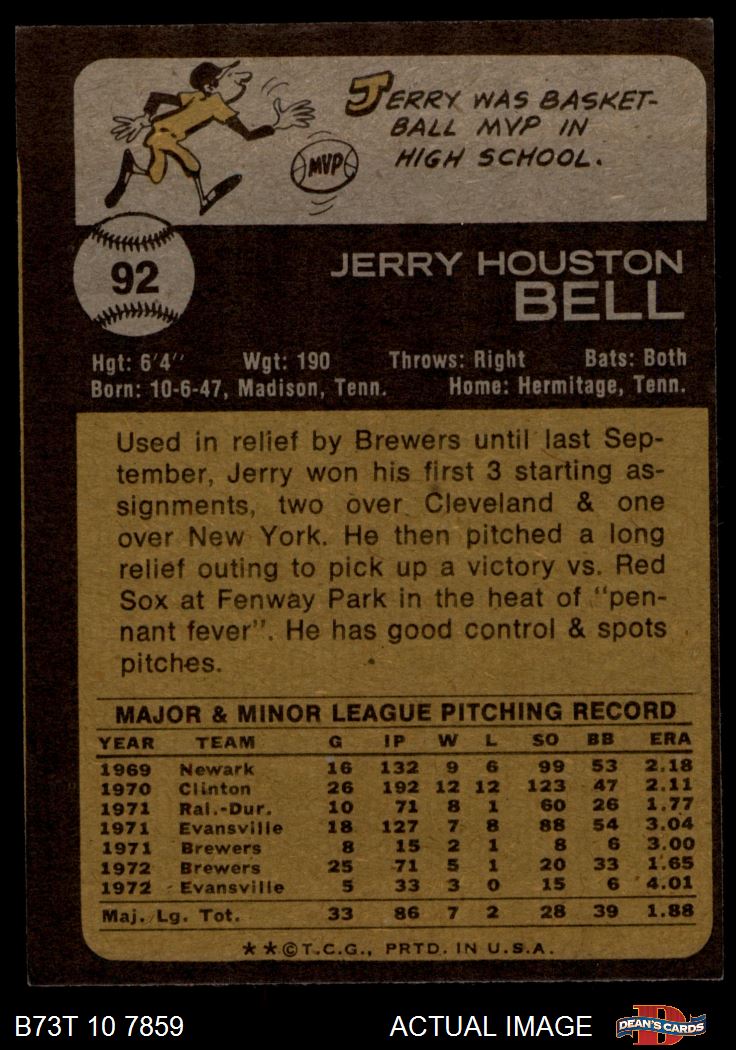 JERRY WAS BASKET-
BALL MVP IN
HIGH SCHOOL.
MVP
92
JERRY HOUSTON
BELL
Hgt: 6'4" Wgt: 190 Throws: Right Bats: Both
Born: 10-6-47, Madison, Tenn. Home: Hermitage, Tenn.
Used in relief by Brewers until last Sep-
tember, Jerry won his first 3 starting as-
signments, two over Cleveland & one
over New York. He then pitched a long
relief outing to pick up a victory vs. Red
Sox at Fenway Park in the heat of "pen-
nant fever". He has good control & spots
pitches.
MAJOR & MINOR LEAGUE PITCHING RECORD
YEAR TEAM G IP W L SO BB ERA
1969 Newark 16 132 9 6 99 53 2.18
1970 Clinton 26 192 12 12 123 47 2.11
1971 Ral.-Dur. 10 71 8 1 60 26 1.77
1971 Evansville 18 127 7 8 88 54 3.04
1971 Brewers 8 15 2 1 8 6 3.00
1972 Brewers 25 71 5 1 20 33 1.65
1972 Evansville 5 33 3 0 15 6 4.01
Maj. Lg. Tot. 33 86 7 2 28 39 1.88
**©T.C.G., PRTD. IN U.S.A.
B73T 10 7859 ACTUAL IMAGE DEAN'S CARDS